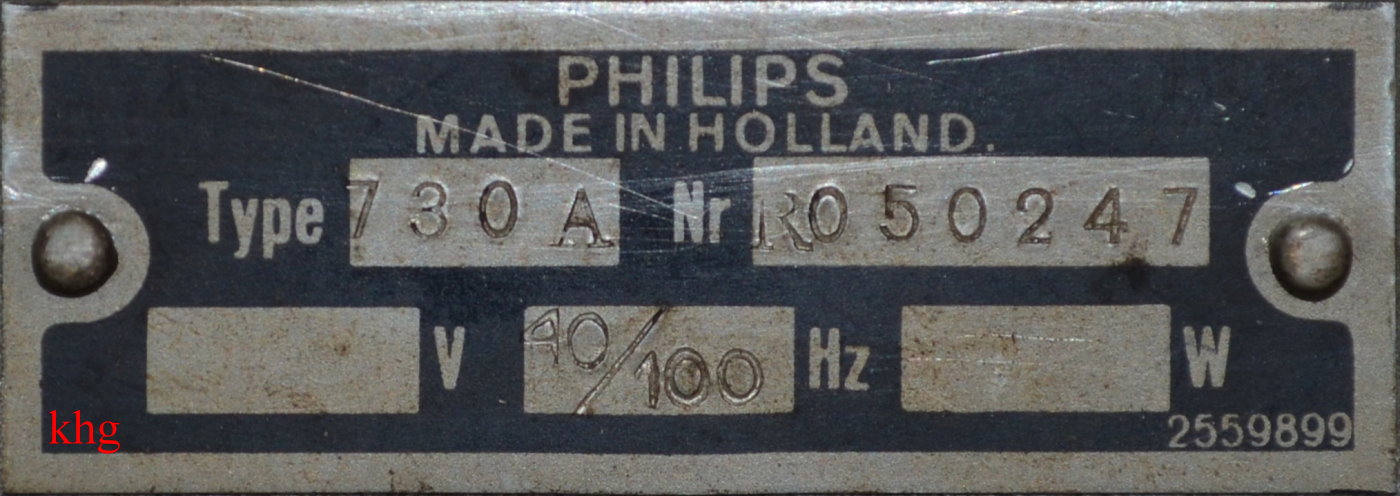 PHILIPS
MADE IN HOLLAND.
Type 730A Nr R050247
V 40/100 Hz W
2559899
khg